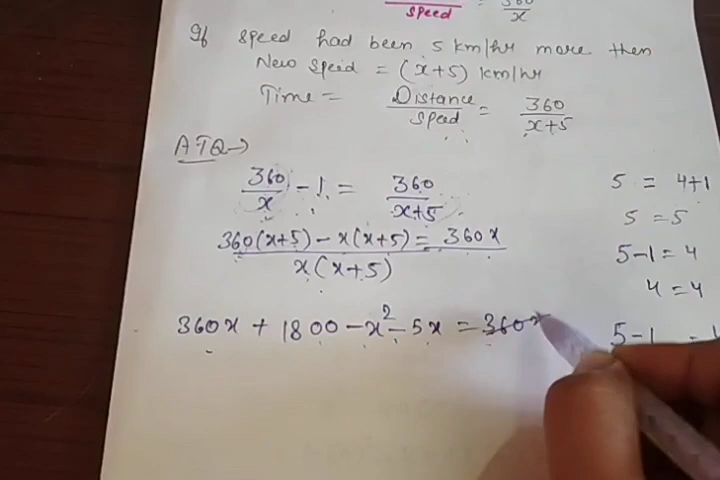 speed = 360/x
If speed had been 5 km/hr more then
New speed = (x+5) km/hr
Time = Distance/Speed = 360/x+5
ATQ→
360/x - 1 = 360/x+5
360(x+5) - x(x+5) = 360x
x(x+5)
360x + 1800 - x² - 5x = 360x
5 = 4+1
5 = 5
5-1 = 4
4 = 4
5-1